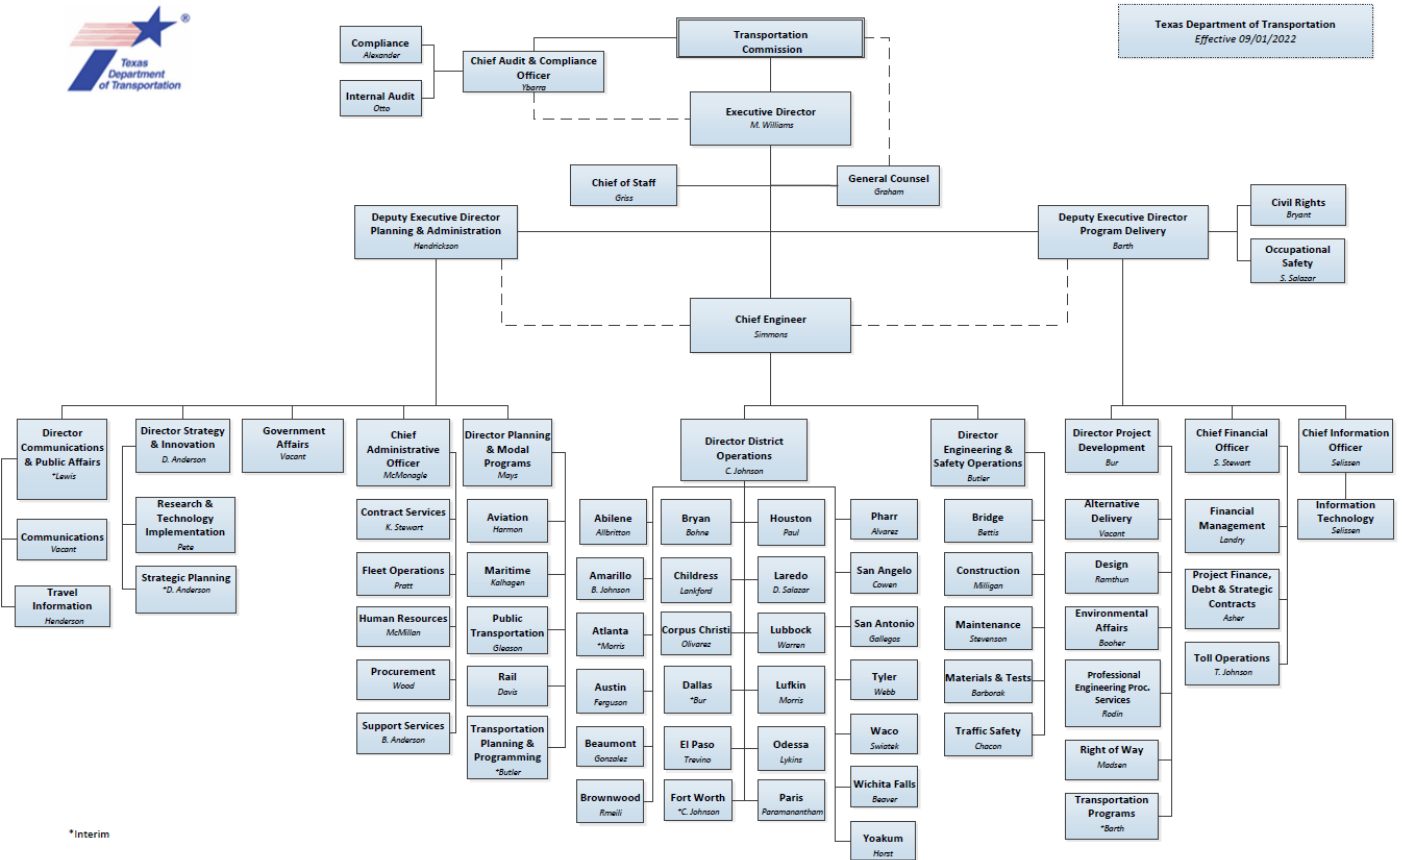 Texas
Department
of Transportation
®
Texas Department of Transportation
Effective 09/01/2022
Transportation
Commission
Compliance
Alexander
Internal Audit
Otto
Chief Audit & Compliance
Officer
Ybarra
Executive Director
M. Williams
Chief of Staff
Griss
General Counsel
Graham
Deputy Executive Director
Planning & Administration
Hendrickson
Deputy Executive Director
Program Delivery
Barth
Civil Rights
Bryant
Occupational
Safety
S. Salazar
Chief Engineer
Simmons
Director
Communications
& Public Affairs
*Lewis
Communications
Vacant
Travel
Information
Henderson
Director Strategy
& Innovation
D. Anderson
Research &
Technology
Implementation
Pete
Strategic Planning
*D. Anderson
Government
Affairs
Vacant
Chief
Administrative
Officer
McMonagle
Contract Services
K. Stewart
Fleet Operations
Pratt
Human Resources
McMillan
Procurement
Wood
Support Services
B. Anderson
Director Planning
& Modal
Programs
Mays
Aviation
Harmon
Maritime
Kalhagen
Public
Transportation
Gleason
Rail
Davis
Transportation
Planning &
Programming
*Butler
Director District
Operations
C. Johnson
Abilene
Allbritton
Amarillo
B. Johnson
Atlanta
*Morris
Austin
Ferguson
Beaumont
Gonzalez
Brownwood
Rmeili
Bryan
Bohne
Childress
Lankford
Corpus Christi
Olivarez
Dallas
*Bur
El Paso
Trevino
Fort Worth
*C. Johnson
Houston
Paul
Laredo
D. Salazar
Lubbock
Warren
Lufkin
Morris
Odessa
Lykins
Paris
Paramanantham
Pharr
Alvarez
San Angelo
Cowen
San Antonio
Gallegos
Tyler
Webb
Waco
Swiatek
Wichita Falls
Beaver
Yoakum
Horst
Director
Engineering &
Safety Operations
Butler
Bridge
Bettis
Construction
Milligan
Maintenance
Stevenson
Materials & Tests
Barborak
Traffic Safety
Chacon
Director Project
Development
Bur
Alternative
Delivery
Vacant
Design
Ramthun
Environmental
Affairs
Booher
Professional
Engineering Proc.
Services
Rodin
Right of Way
Madsen
Transportation
Programs
*Barth
Chief Financial
Officer
S. Stewart
Financial
Management
Landry
Project Finance,
Debt & Strategic
Contracts
Asher
Toll Operations
T. Johnson
Chief Information
Officer
Selissen
Information
Technology
Selissen
*Interim